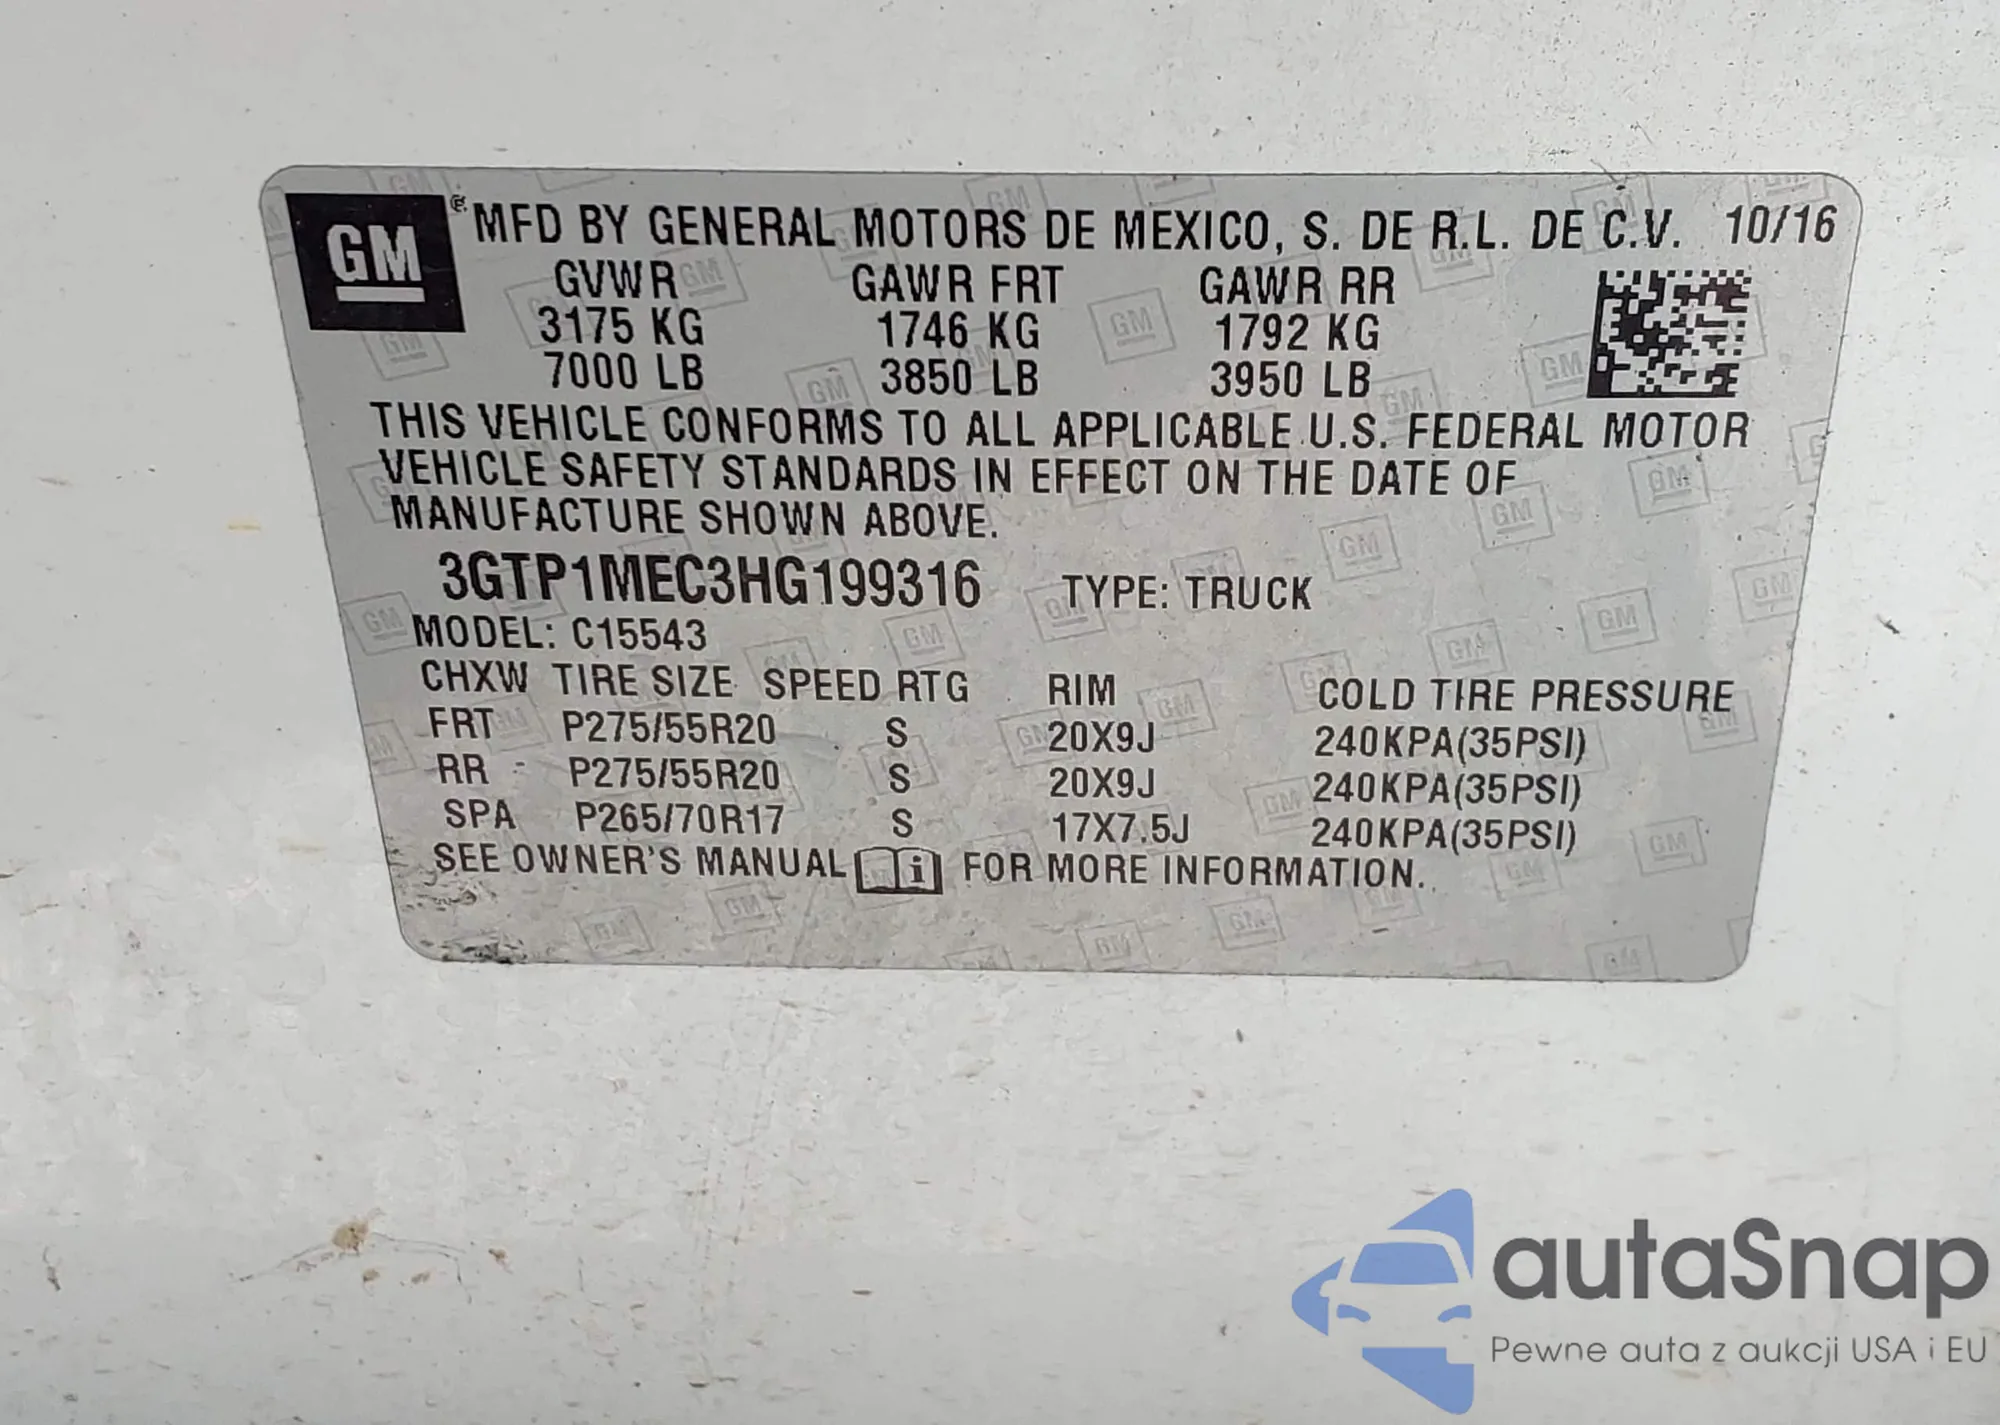 GM
® MFD BY GENERAL MOTORS DE MEXICO, S. DE R.L. DE C.V. 10/16
GVWR GAWR FRT GAWR RR
3175 KG 1746 KG 1792 KG
7000 LB 3850 LB 3950 LB
THIS VEHICLE CONFORMS TO ALL APPLICABLE U.S. FEDERAL MOTOR
VEHICLE SAFETY STANDARDS IN EFFECT ON THE DATE OF
MANUFACTURE SHOWN ABOVE.
3GTP1MEC3HG199316 TYPE: TRUCK
MODEL: C15543
CHXW TIRE SIZE SPEED RTG RIM COLD TIRE PRESSURE
FRT P275/55R20 S 20X9J 240KPA(35PSI)
RR P275/55R20 S 20X9J 240KPA(35PSI)
SPA P265/70R17 S 17X7.5J 240KPA(35PSI)
SEE OWNER'S MANUAL i FOR MORE INFORMATION.
autaSnap
Pewne auta z aukcji USA i EU